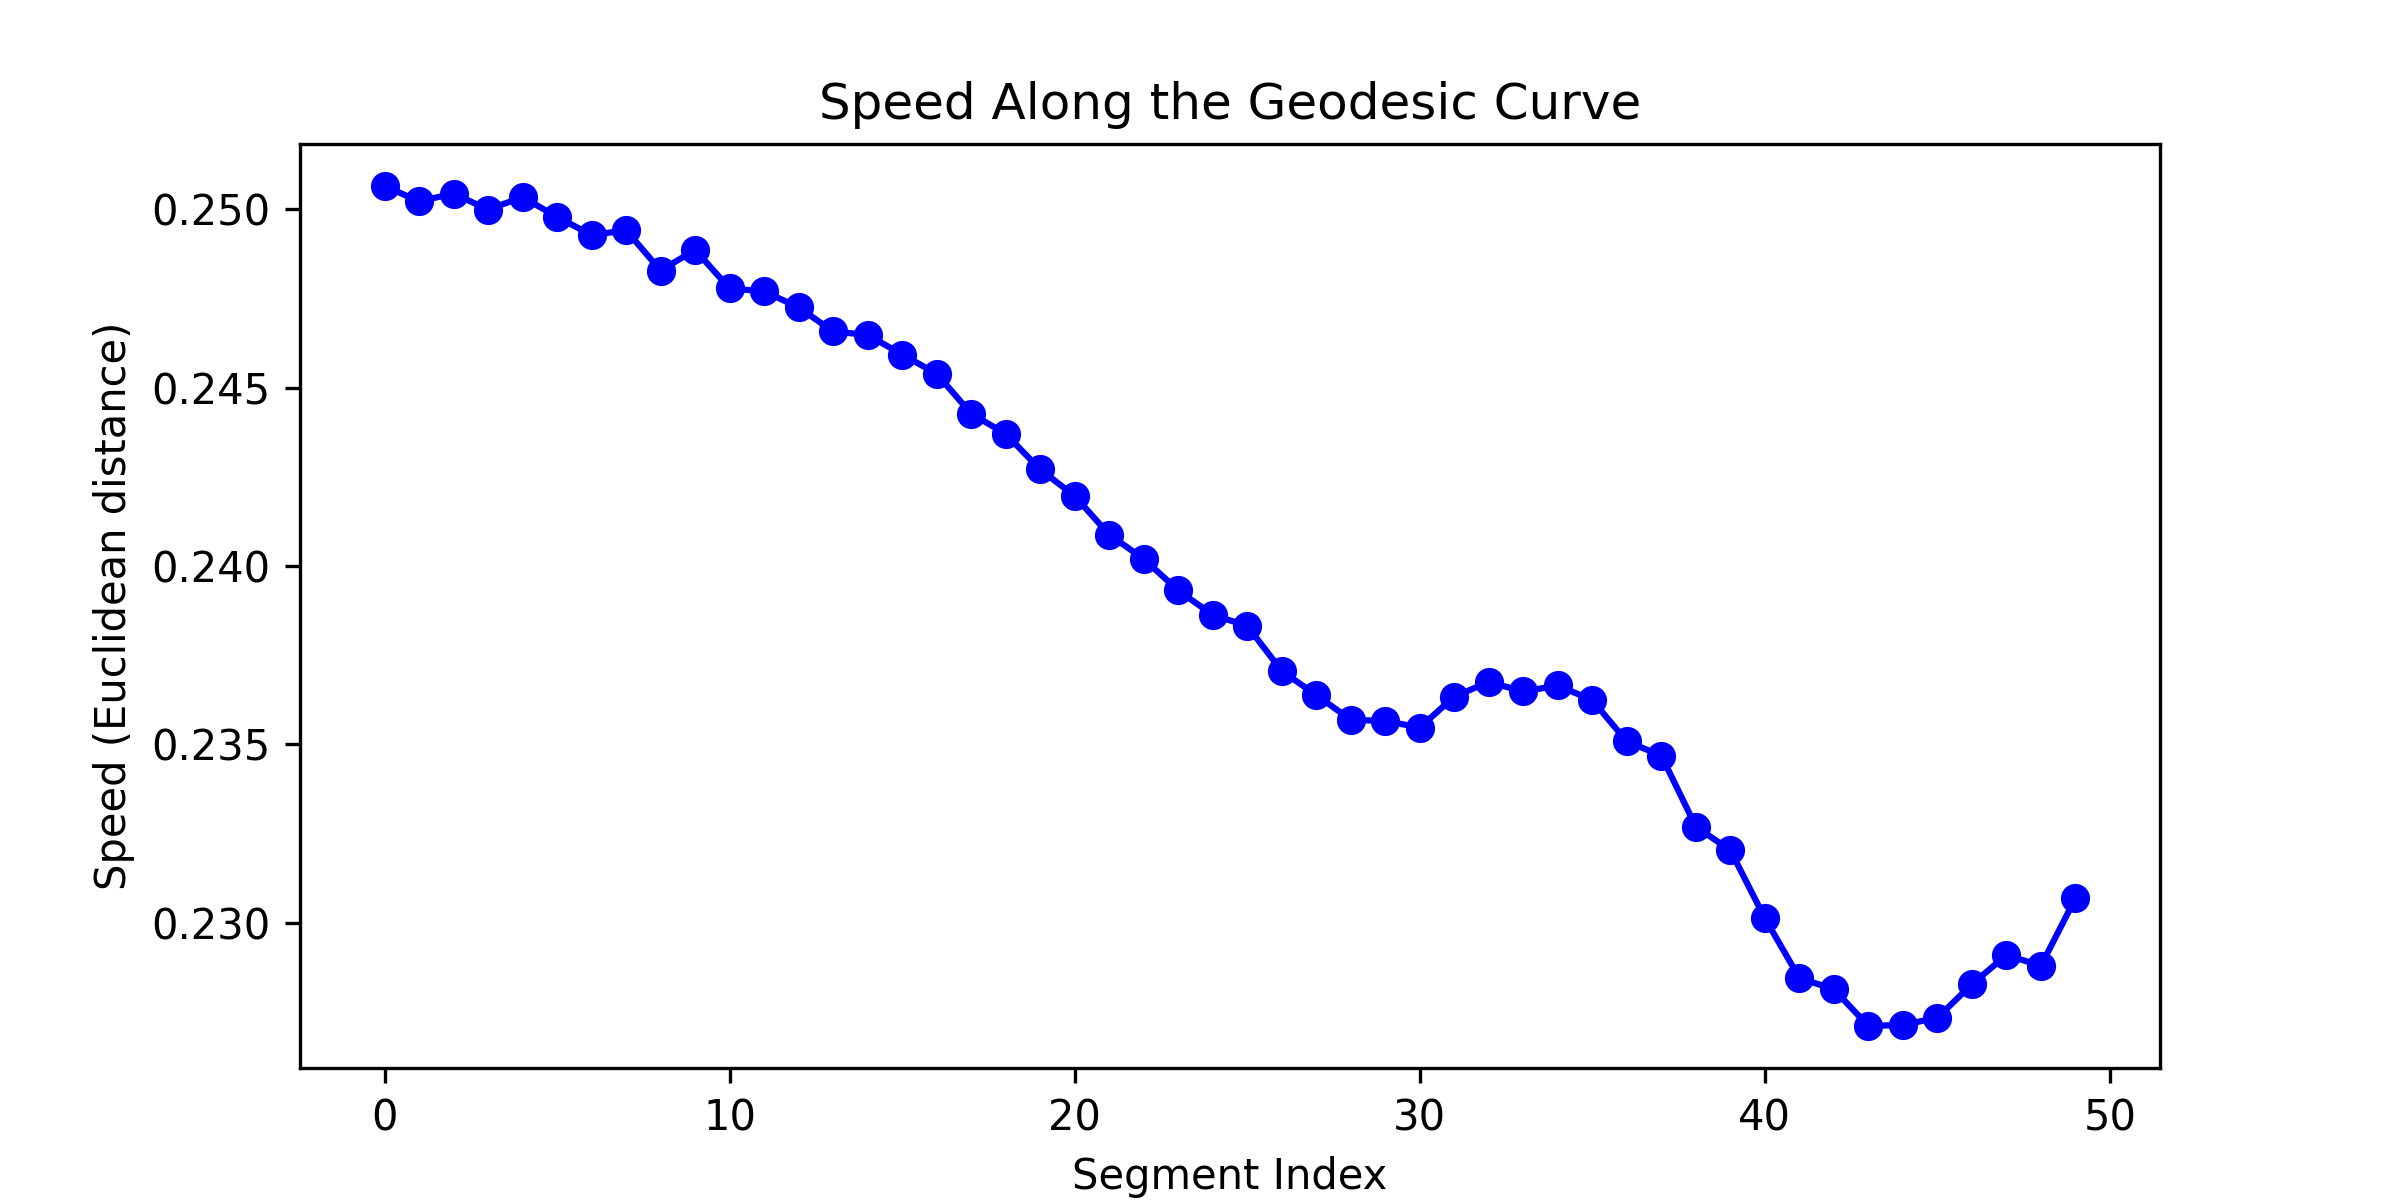 Speed Along the Geodesic Curve
Speed (Euclidean distance)
0.250
0.245
0.240
0.235
0.230
0 10 20 30 40 50
Segment Index